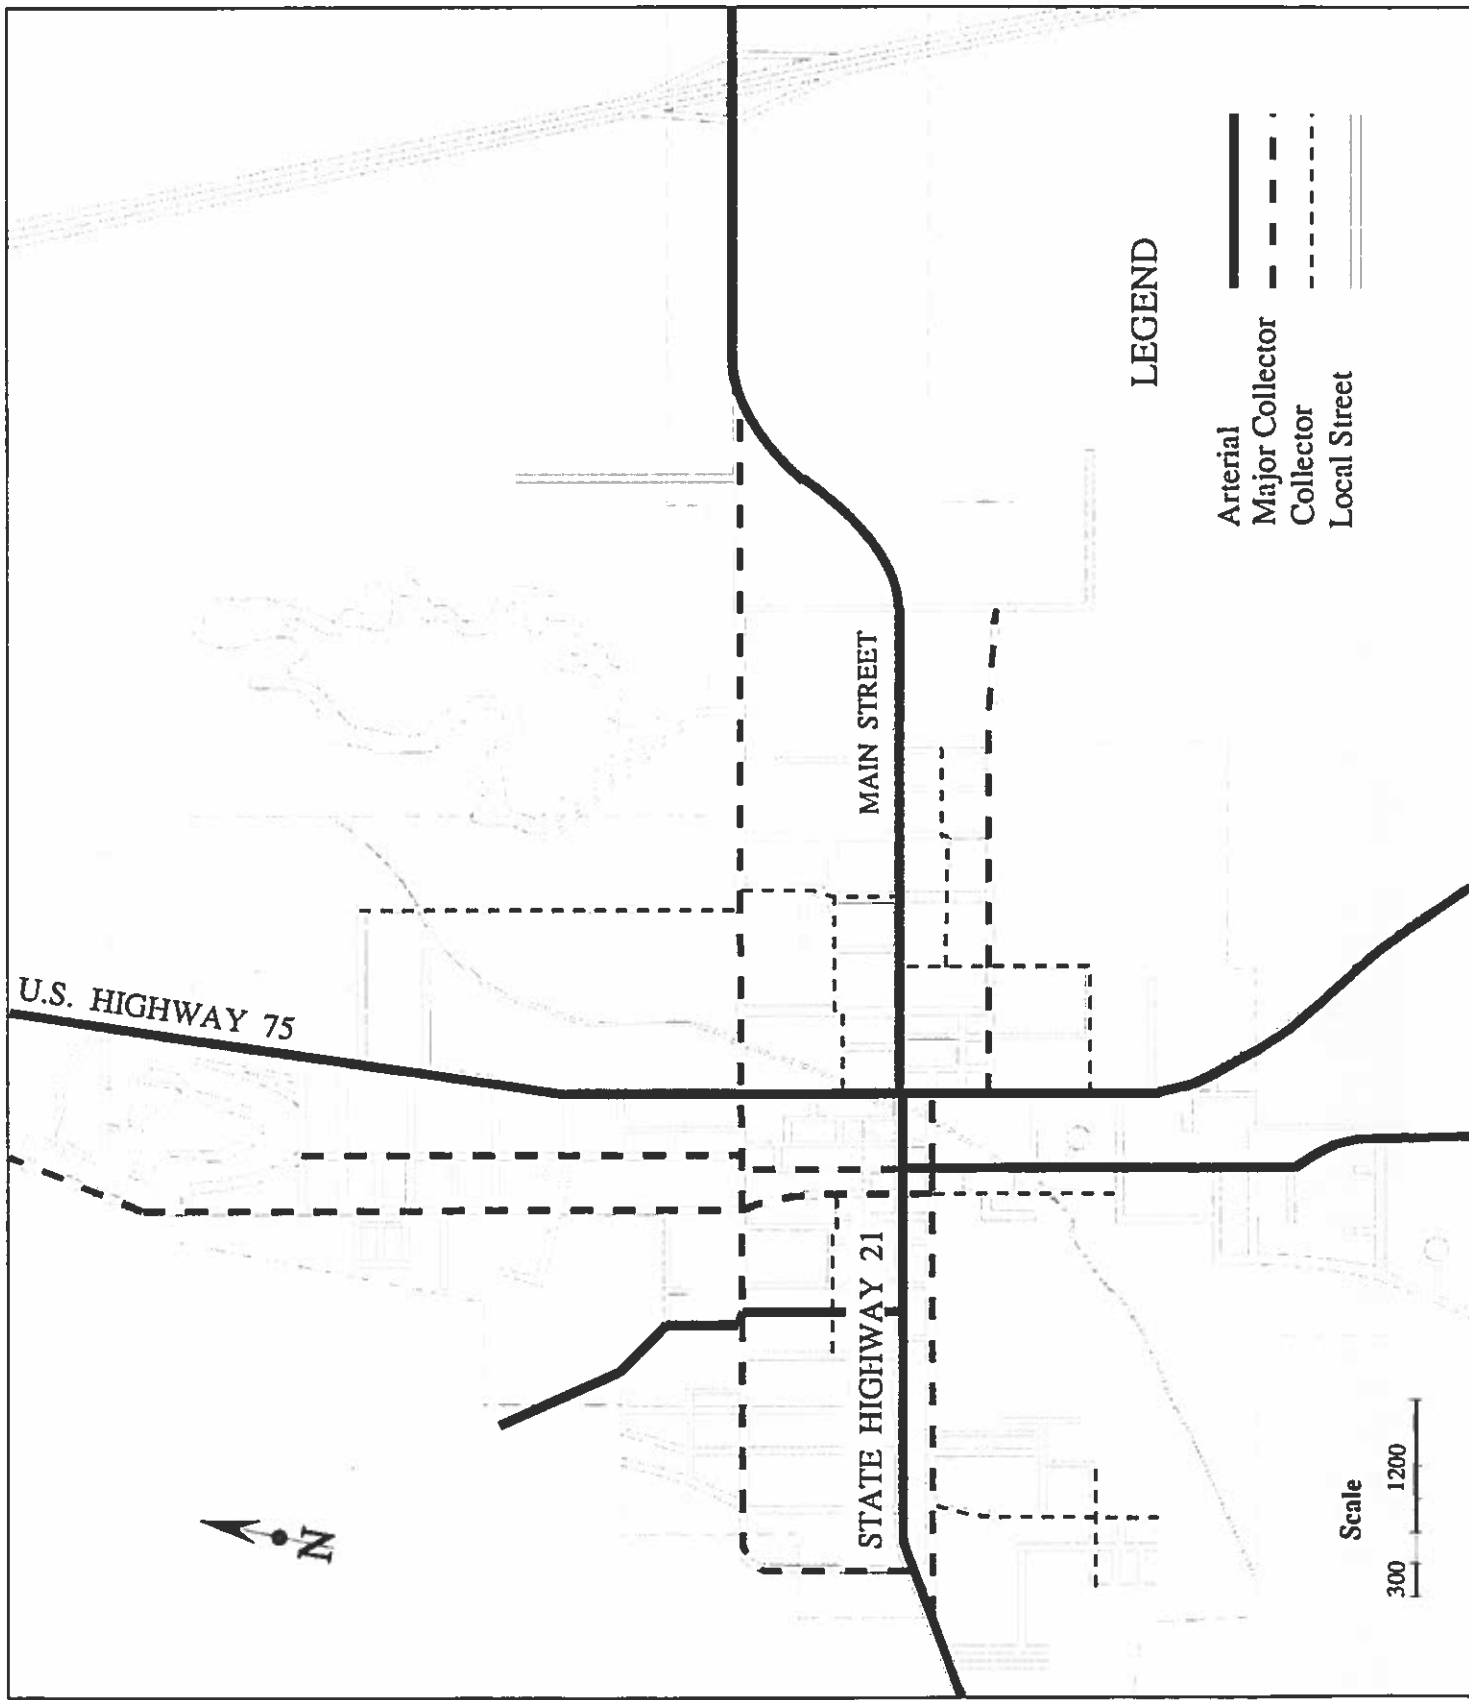 U.S. HIGHWAY 75
MAIN STREET
STATE HIGHWAY 21
LEGEND
Arterial
Major Collector
Collector
Local Street
N
Scale
300 1200